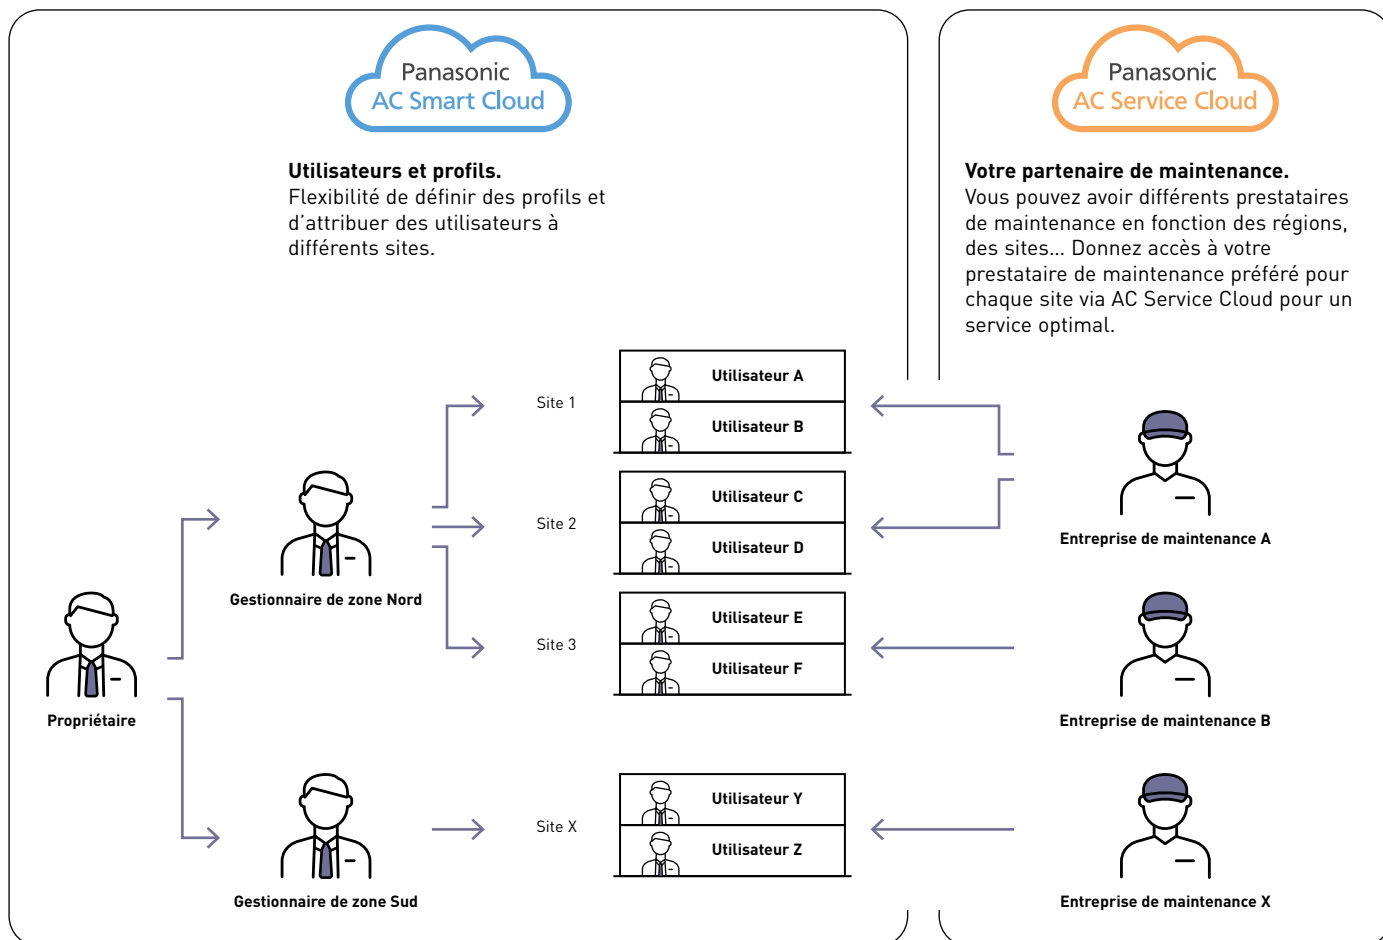 Panasonic
AC Smart Cloud
Utilisateurs et profils.
Flexibilité de définir des profils et
d'attribuer des utilisateurs à
différents sites.
Panasonic
AC Service Cloud
Votre partenaire de maintenance.
Vous pouvez avoir différents prestataires
de maintenance en fonction des régions,
des sites... Donnez accès à votre
prestataire de maintenance préféré pour
chaque site via AC Service Cloud pour un
service optimal.
Propriétaire
Gestionnaire de zone Nord
Gestionnaire de zone Sud
Site 1
Utilisateur A
Utilisateur B
Site 2
Utilisateur C
Utilisateur D
Site 3
Utilisateur E
Utilisateur F
Site X
Utilisateur Y
Utilisateur Z
Entreprise de maintenance A
Entreprise de maintenance B
Entreprise de maintenance X